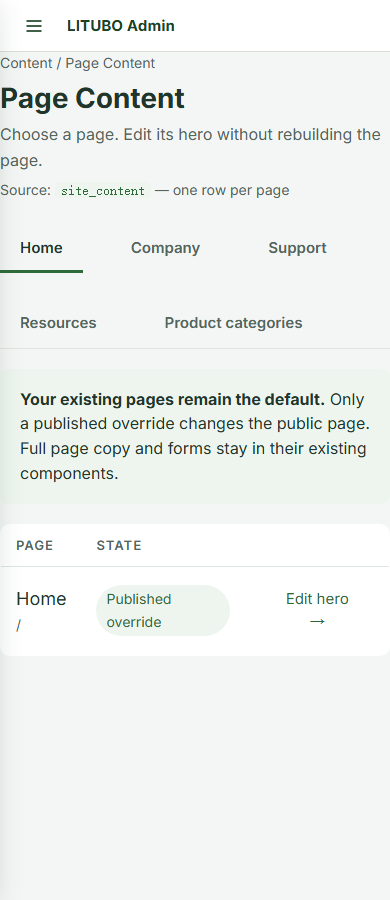 LITUBO Admin
Content / Page Content
Page Content
Choose a page. Edit its hero without rebuilding the
page.
Source: site_content — one row per page
Home Company Support
Resources Product categories
Your existing pages remain the default. Only
a published override changes the public page.
Full page copy and forms stay in their existing
components.
PAGE STATE
Home Published override Edit hero →
/